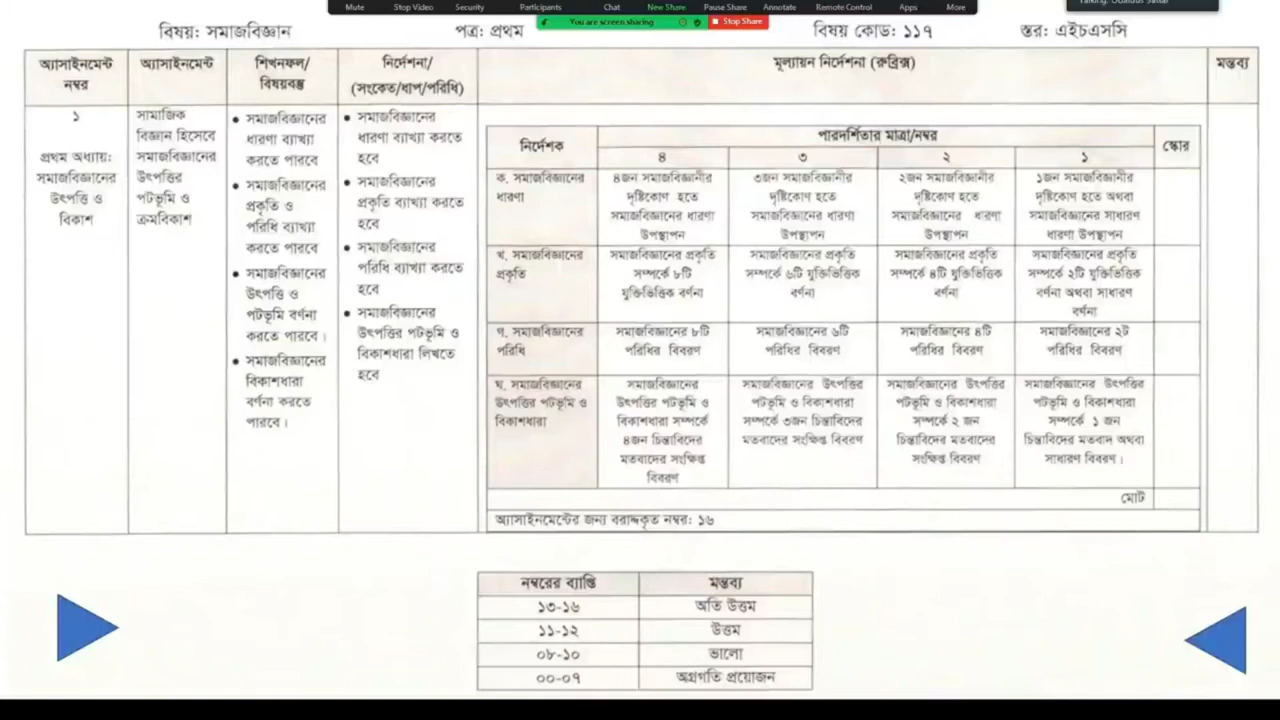 Mute Stop Video Security Participants Chat New Share Pause Share Annotate Remote Control Apps More
You are screen sharing Stop Share
বিষয়: সমাজবিজ্ঞান পত্র: প্রথম বিষয় কোড: ১১৭ স্তর: এইচএসসি
অ্যাসাইনমেন্ট নম্বর
অ্যাসাইনমেন্ট
শিখনফল/
বিষয়বস্তু
নির্দেশনা/
(সংকেত/ধাপ/পরিধি)
মূল্যায়ন নির্দেশনা (রুব্রিক্স)
মন্তব্য
১
প্রথম অধ্যায়:
সমাজবিজ্ঞানের
উৎপত্তি ও
বিকাশ
সামাজিক
বিজ্ঞান হিসেবে
সমাজবিজ্ঞানের
উৎপত্তির
পটভূমি ও
ক্রমবিকাশ
• সমাজবিজ্ঞানের
ধারণা ব্যাখ্যা
করতে পারবে
• সমাজবিজ্ঞানের
প্রকৃতি ও
পরিধি ব্যাখ্যা
করতে পারবে
• সমাজবিজ্ঞানের
উৎপত্তি ও
পটভূমি বর্ণনা
করতে পারবে।
• সমাজবিজ্ঞানের
বিকাশধারা
বর্ণনা করতে
পারবে।
• সমাজবিজ্ঞানের
ধারণা ব্যাখ্যা করতে
হবে
• সমাজবিজ্ঞানের
প্রকৃতি ব্যাখ্যা করতে
হবে
• সমাজবিজ্ঞানের
পরিধি ব্যাখ্যা করতে
হবে
• সমাজবিজ্ঞানের
উৎপত্তির পটভূমি ও
বিকাশধারা লিখতে
হবে
নির্দেশক
পারদর্শিতার মাত্রা/নম্বর
স্কোর
৪ ৩ ২ ১
ক. সমাজবিজ্ঞানের
ধারণা
৪জন সমাজবিজ্ঞানীর
দৃষ্টিকোণ হতে
সমাজবিজ্ঞানের ধারণা
উপস্থাপন
৩জন সমাজবিজ্ঞানীর
দৃষ্টিকোণ হতে
সমাজবিজ্ঞানের ধারণা
উপস্থাপন
২জন সমাজবিজ্ঞানীর
দৃষ্টিকোণ হতে
সমাজবিজ্ঞানের ধারণা
উপস্থাপন
১জন সমাজবিজ্ঞানীর
দৃষ্টিকোণ হতে অথবা
সমাজবিজ্ঞানের সাধারণ
ধারণা উপস্থাপন
খ. সমাজবিজ্ঞানের
প্রকৃতি
সমাজবিজ্ঞানের প্রকৃতি
সম্পর্কে ৮টি
যুক্তিভিত্তিক বর্ণনা
সমাজবিজ্ঞানের প্রকৃতি
সম্পর্কে ৬টি যুক্তিভিত্তিক
বর্ণনা
সমাজবিজ্ঞানের প্রকৃতি
সম্পর্কে ৪টি যুক্তিভিত্তিক
বর্ণনা
সমাজবিজ্ঞানের প্রকৃতি
সম্পর্কে ২টি যুক্তিভিত্তিক
বর্ণনা অথবা সাধারণ
বর্ণনা
গ. সমাজবিজ্ঞানের
পরিধি
সমাজবিজ্ঞানের ৮টি
পরিধির বিবরণ
সমাজবিজ্ঞানের ৬টি
পরিধির বিবরণ
সমাজবিজ্ঞানের ৪টি
পরিধির বিবরণ
সমাজবিজ্ঞানের ২ট
পরিধির বিবরণ
ঘ. সমাজবিজ্ঞানের
উৎপত্তির পটভূমি ও
বিকাশধারা
সমাজবিজ্ঞানের
উৎপত্তির পটভূমি ও
বিকাশধারা সম্পর্কে
৪জন চিন্তাবিদের
মতবাদের সংক্ষিপ্ত
বিবরণ
সমাজবিজ্ঞানের উৎপত্তির
পটভূমি ও বিকাশধারা
সম্পর্কে ৩জন চিন্তাবিদের
মতবাদের সংক্ষিপ্ত বিবরণ
সমাজবিজ্ঞানের উৎপত্তির
পটভূমি ও বিকাশধারা
সম্পর্কে ২ জন
চিন্তাবিদের মতবাদের
সংক্ষিপ্ত বিবরণ
সমাজবিজ্ঞানের উৎপত্তির
পটভূমি ও বিকাশধারা
সম্পর্কে ১ জন
চিন্তাবিদের মতবাদ অথবা
সাধারণ বিবরণ।
মোট
অ্যাসাইনমেন্টের জন্য বরাদ্দকৃত নম্বর: ১৬
নম্বরের ব্যাপ্তি মন্তব্য
১৩-১৬ অতি উত্তম
১১-১২ উত্তম
০৮-১০ ভালো
০০-০৭ অগ্রগতি প্রয়োজন